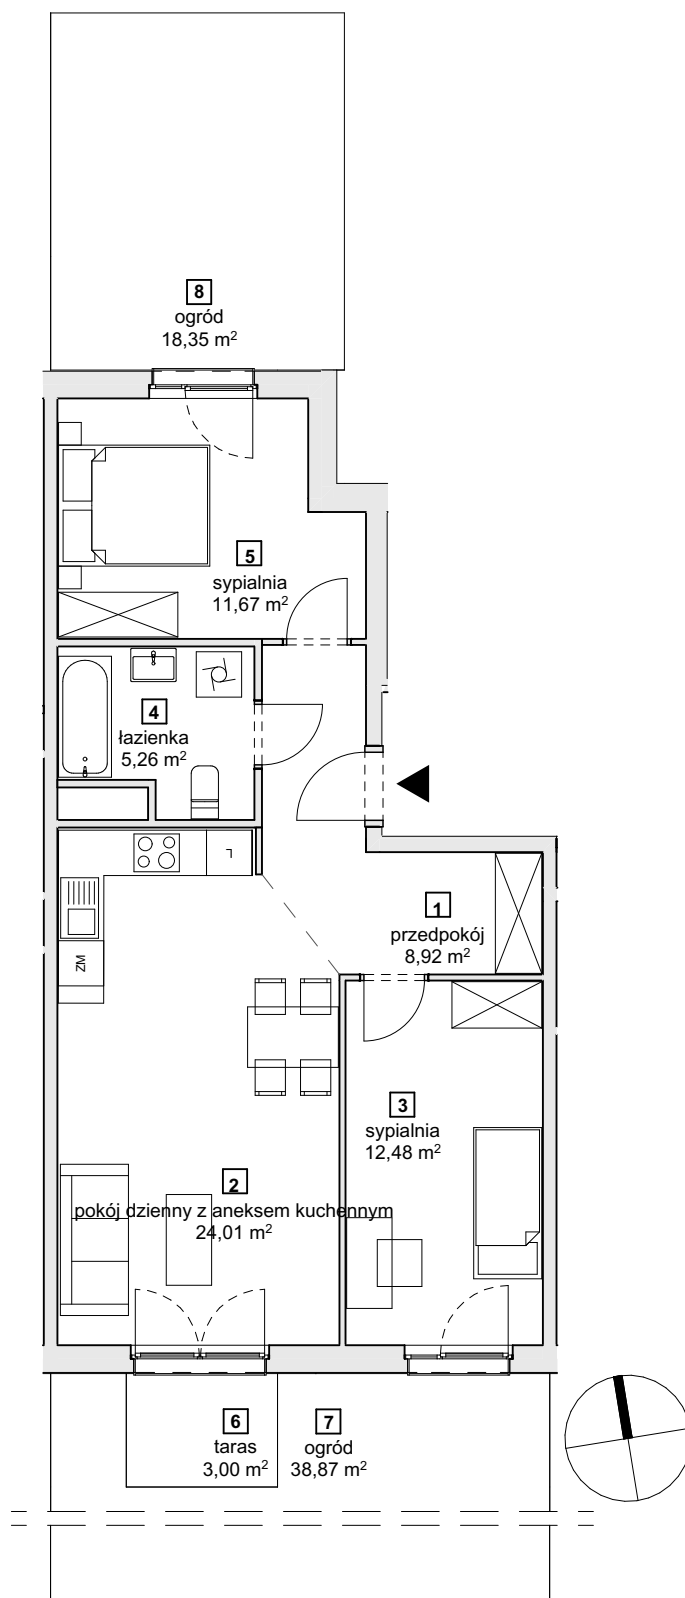 8
ogród
18,35 m²
5
sypialnia
11,67 m²
4
łazienka
5,26 m²
L
1
przedpokój
8,92 m²
ZM
3
sypialnia
12,48 m²
2
pokój dzienny z aneksem kuchennym
24,01 m²
6
taras
3,00 m²
7
ogród
38,87 m²